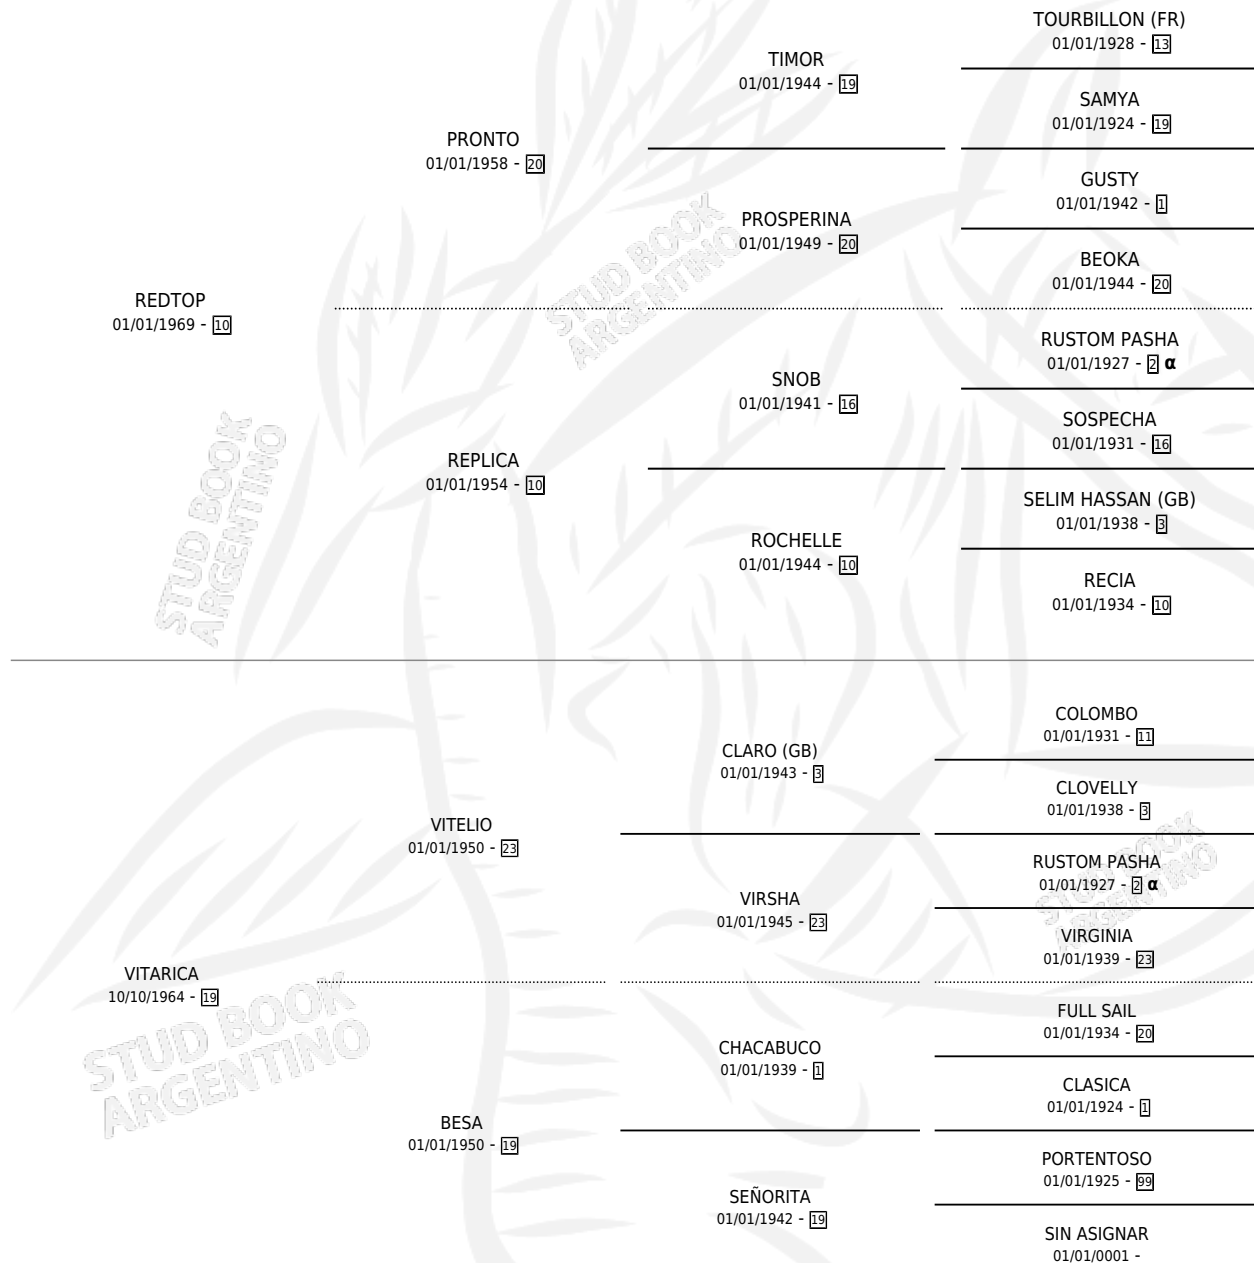 TOURBILLON (FR)
01/01/1928 - 13
TIMOR
01/01/1944 - 19
SAMYA
01/01/1924 - 19
PRONTO
01/01/1958 - 20
GUSTY
01/01/1942 - 1
PROSPERINA
01/01/1949 - 20
BEOKA
01/01/1944 - 20
STUD BOOK
ARGENTINO
REDTOP
01/01/1969 - 10
RUSTOM PASHA
01/01/1927 - 2 α
SNOB
01/01/1941 - 16
SOSPECHA
01/01/1931 - 16
REPLICA
01/01/1954 - 10
SELIM HASSAN (GB)
01/01/1938 - 3
ROCHELLE
01/01/1944 - 10
RECIA
01/01/1934 - 10
STUD BOOK
ARGENTINO
COLOMBO
01/01/1931 - 11
CLARO (GB)
01/01/1943 - 3
CLOVELLY
01/01/1938 - 3
VITELIO
01/01/1950 - 23
RUSTOM PASHA
01/01/1927 - 2 α
VIRSHA
01/01/1945 - 23
VIRGINIA
01/01/1939 - 23
STUD BOOK
ARGENTINO
VITARICA
10/10/1964 - 19
FULL SAIL
01/01/1934 - 20
CHACABUCO
01/01/1939 - 1
CLASICA
01/01/1924 - 1
STUD BOOK
ARGENTINO
BESA
01/01/1950 - 19
PORTENTOSO
01/01/1925 - 99
SEÑORITA
01/01/1942 - 19
SIN ASIGNAR
01/01/0001 -